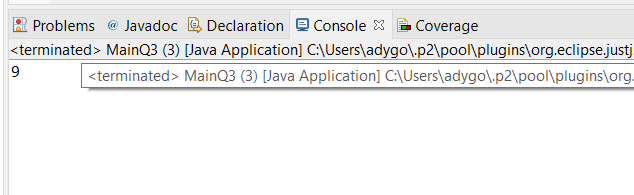 Problems @ Javadoc Declaration Console Coverage
<terminated> MainQ3 (3) [Java Application] C:\Users\adygo\.p2\pool\plugins\org.eclipse.justj
9
<terminated> MainQ3 (3) [Java Application] C:\Users\adygo\.p2\pool\plugins\org